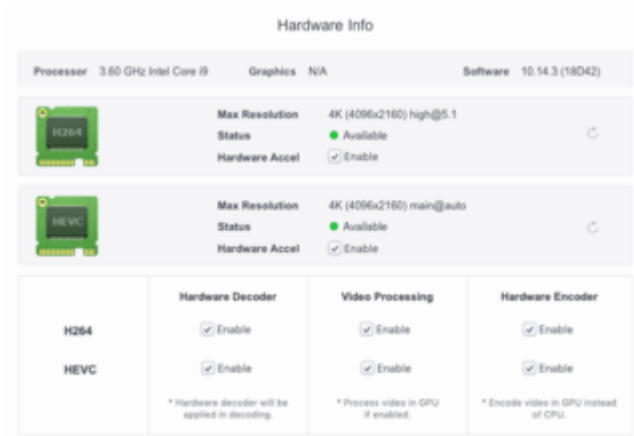 Hardware Info
Processor 3.60 GHz Intel Core i9 Graphics N/A Software 10.14.3 (18D42)
H264
Max Resolution 4K (4096x2160) high@5.1
Status Available
Hardware Accel Enable
HEVC
Max Resolution 4K (4096x2160) main@auto
Status Available
Hardware Accel Enable
Hardware Decoder Video Processing Hardware Encoder
H264 Enable Enable Enable
HEVC Enable Enable Enable
* Hardware decoder will be * Process video in GPU * Encode video in GPU instead
applied in decoding. if enabled. of CPU.